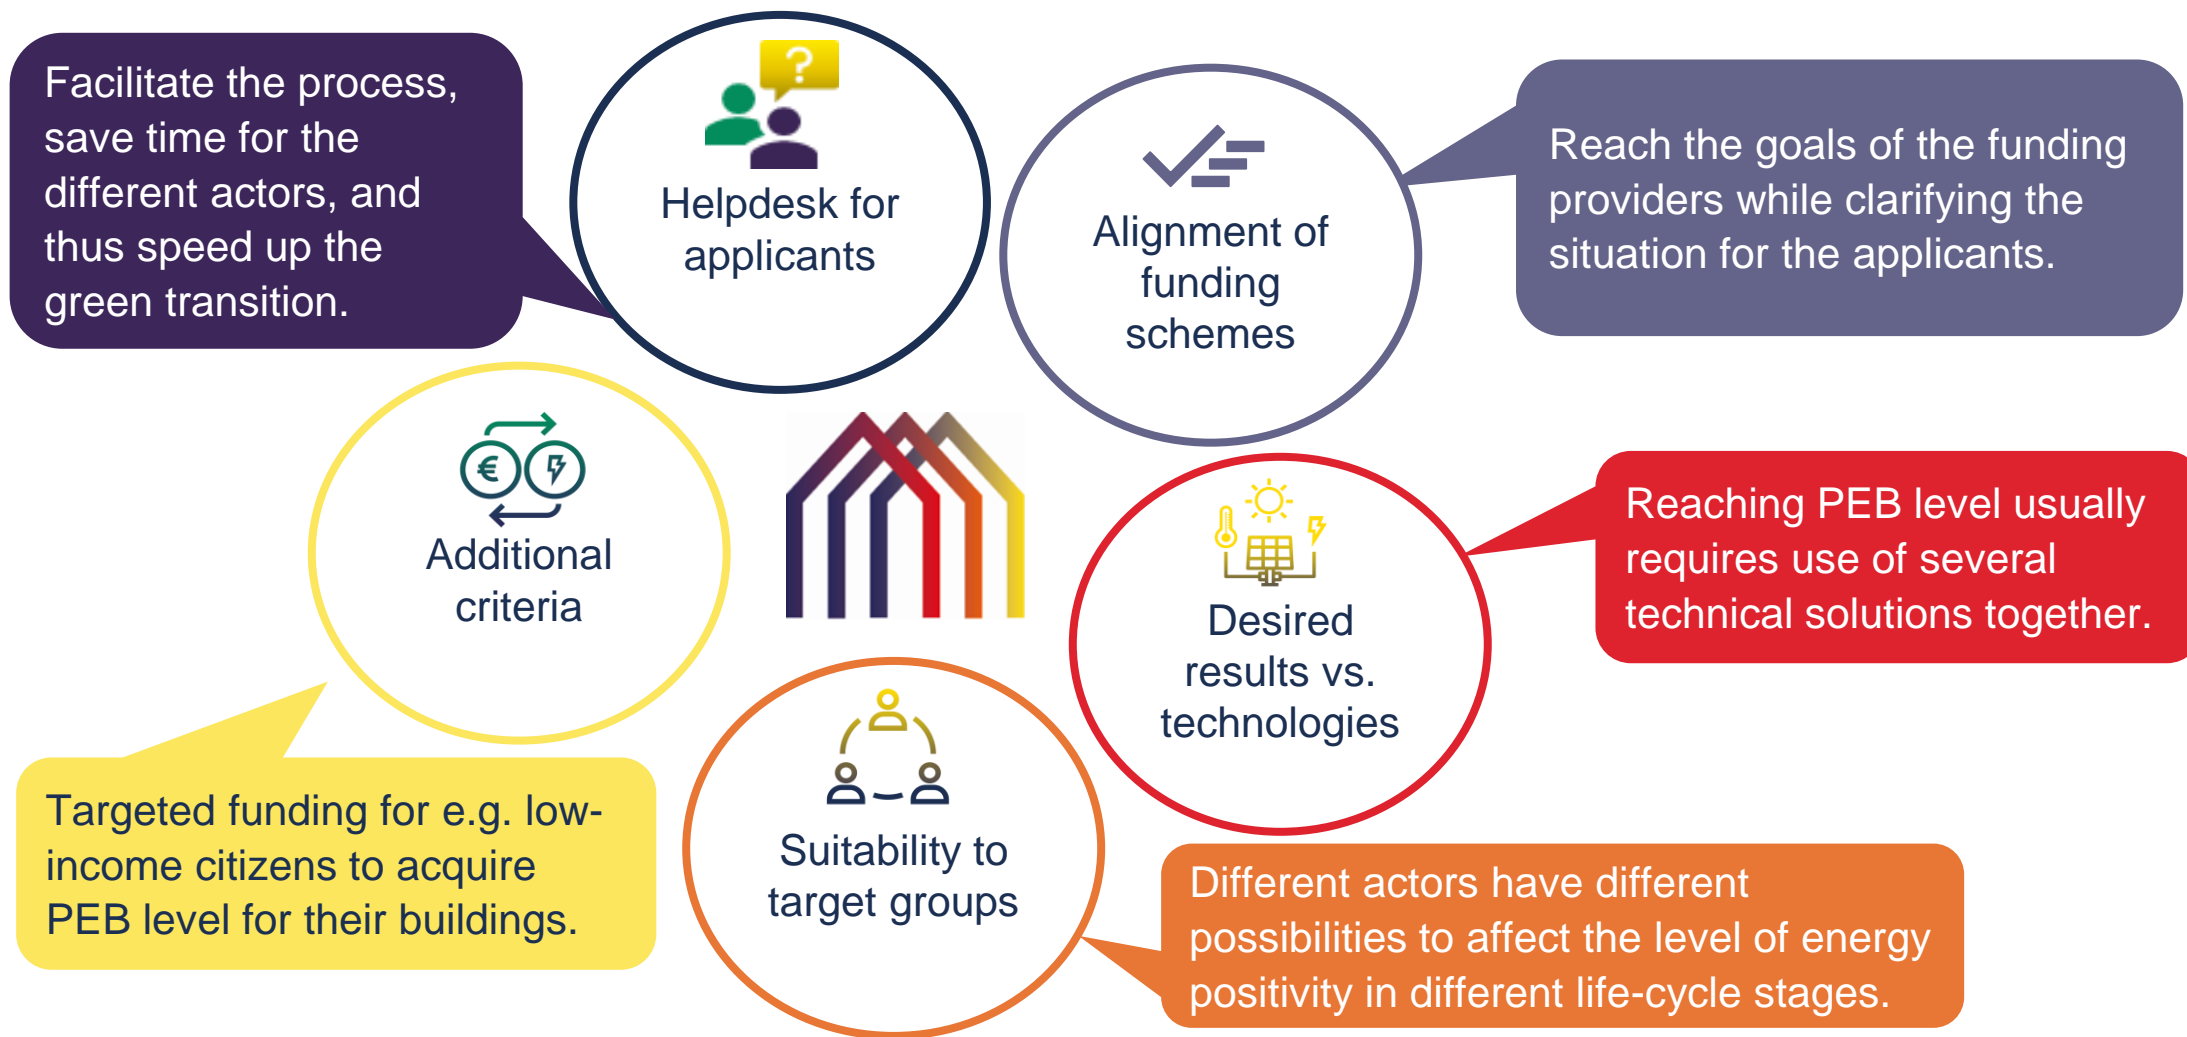 Facilitate the process,
save time for the
different actors, and
thus speed up the
green transition.
?
Helpdesk for
applicants
Alignment of
funding
schemes
Reach the goals of the funding
providers while clarifying the
situation for the applicants.
€
Additional
criteria
Desired
results vs.
technologies
Reaching PEB level usually
requires use of several
technical solutions together.
Targeted funding for e.g. low-
income citizens to acquire
PEB level for their buildings.
Suitability to
target groups
Different actors have different
possibilities to affect the level of energy
positivity in different life-cycle stages.